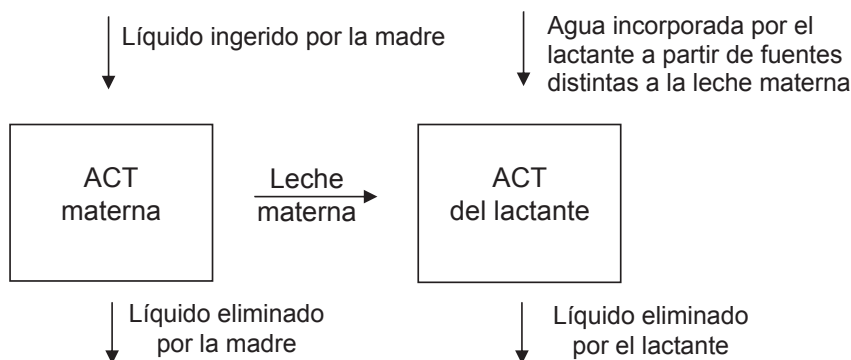 Líquido ingerido por la madre
Agua incorporada por el
lactante a partir de fuentes
distintas a la leche materna
ACT
materna
Leche
materna
ACT
del lactante
Líquido eliminado
por la madre
Líquido eliminado
por el lactante